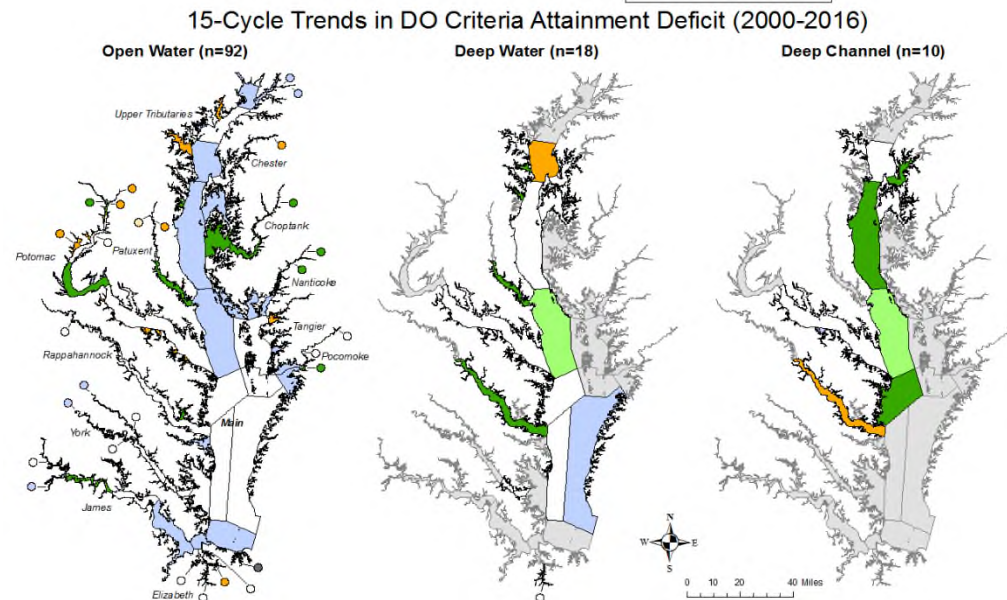 15-Cycle Trends in DO Criteria Attainment Deficit (2000-2016)
Open Water (n=92)
Deep Water (n=18)
Deep Channel (n=10)
Upper Tributaries
Chester
Choptank
Potomac
Patuxent
Nanticoke
Tangier
Rappahannock
Pocomoke
Main
York
James
Elizabeth
N
W E
S
0 10 20 40 Miles